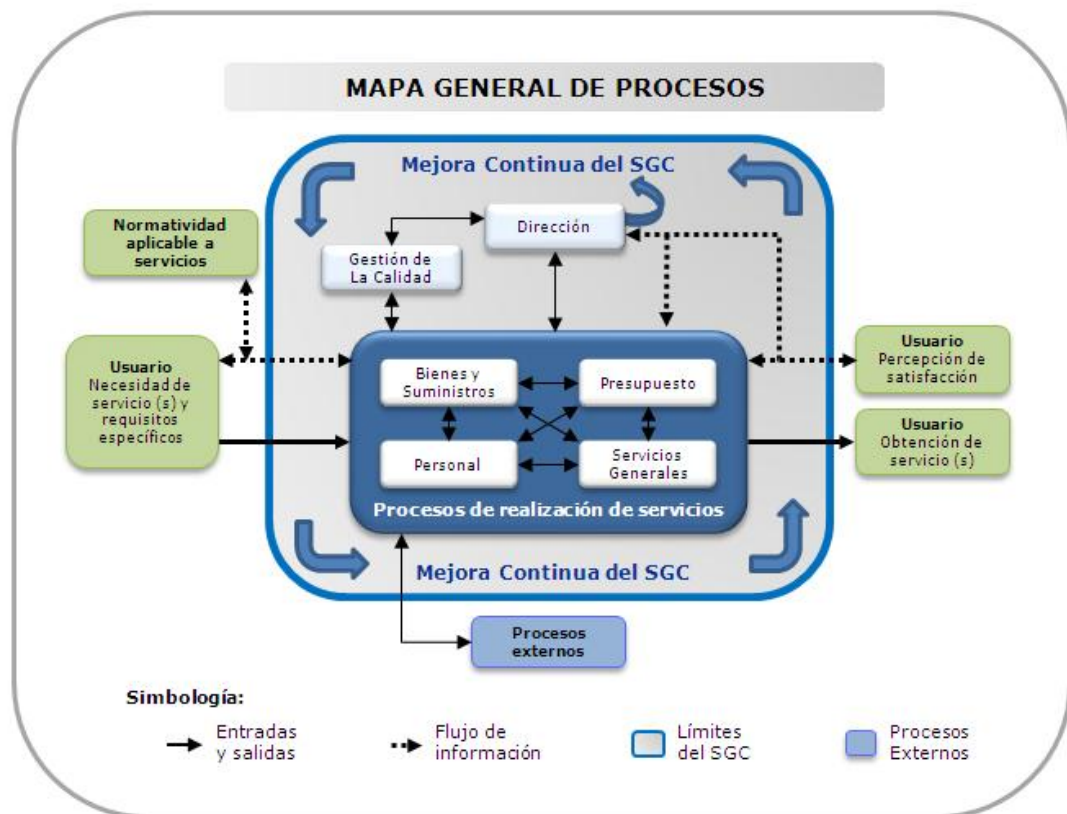 MAPA GENERAL DE PROCESOS
Mejora Continua del SGC
Normatividad
aplicable a
servicios
Dirección
Gestión de
La Calidad
Usuario
Necesidad de
servicio (s) y
requisitos
específicos
Bienes y
Suministros
Presupuesto
Personal
Servicios
Generales
Procesos de realización de servicios
Usuario
Percepción de
satisfacción
Usuario
Obtención de
servicio (s)
Mejora Continua del SGC
Procesos
externos
Simbología:
Entradas
y salidas
Flujo de
información
Límites
del SGC
Procesos
Externos